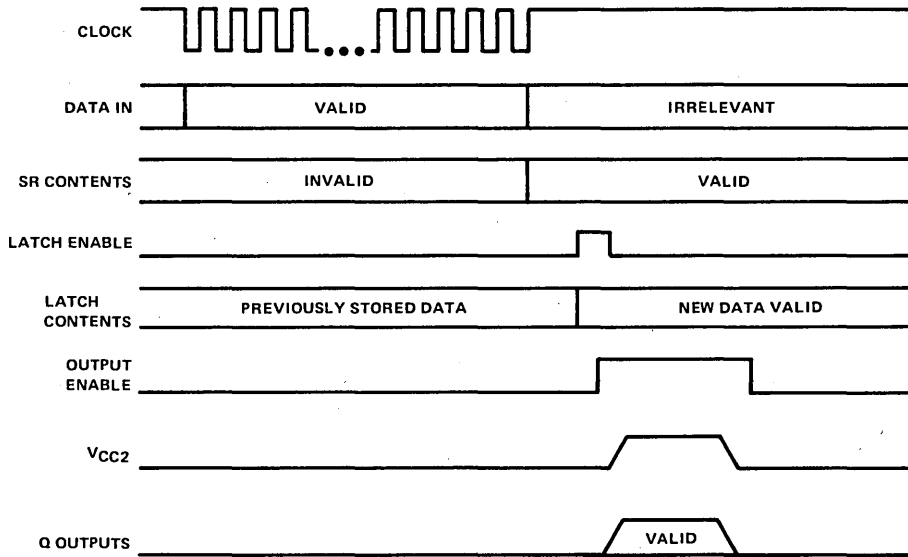 CLOCK
DATA IN
VALID
IRRELEVANT
SR CONTENTS
INVALID
VALID
LATCH ENABLE
LATCH
CONTENTS
PREVIOUSLY STORED DATA
NEW DATA VALID
OUTPUT
ENABLE
VCC2
Q OUTPUTS
VALID